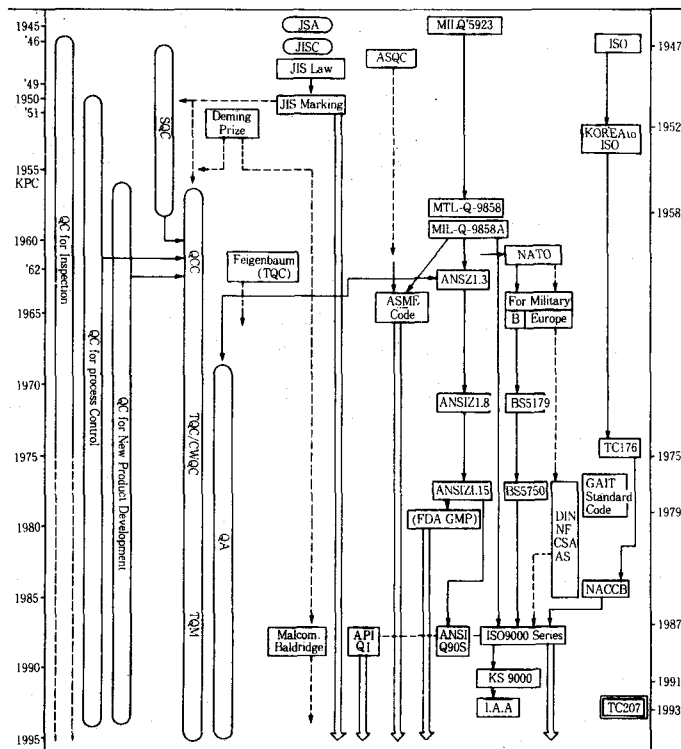 1945
'46
'49
1950
'51
1955
KPC
1960
'62
1965
1970
1975
1980
1985
1990
1995
QC for Inspection
QC for process Control
QC for New Product Development
SQC
QCC
TQC/CWQC
TQM
QA
JSA
JISC
JIS Law
JIS Marking
Deming
Prize
Feigenbaum
(TQC)
Malcom.
Baldridge
ASQC
ASME
Code
API
Q1
MILQ'5923
MTL-Q-9858
MIL-Q-9858A
ANSZ1.3
ANSIZ1.8
ANSIZ1.15
(FDA GMP)
ANSI
Q90S
NATO
For Military
B
Europe
BS5179
BS5750
DIN
NF
CSA
AS
ISO9000 Series
KS 9000
I.A.A
ISO
KOREA to
ISO
TC176
GAIT
Standard
Code
NACCB
TC207
1947
1952
1958
1975
1979
1987
1991
1993